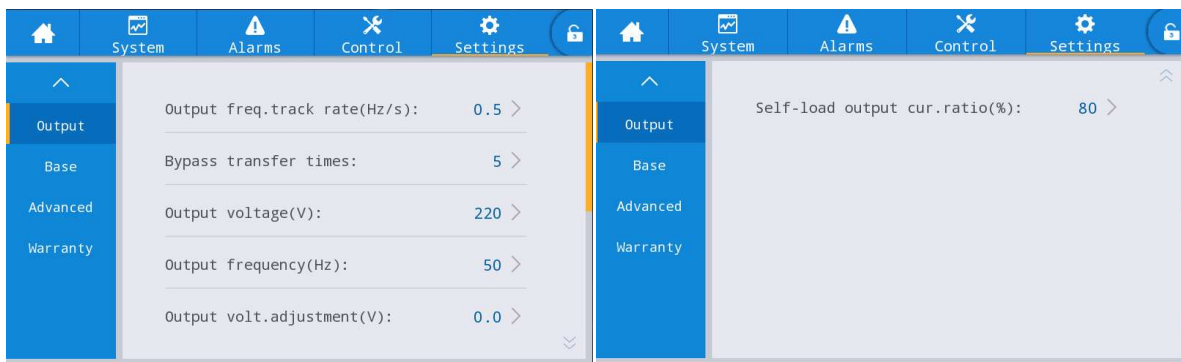 System Alarms Control Settings
Output
Base
Advanced
Warranty
Output freq.track rate(Hz/s): 0.5
Bypass transfer times: 5
Output voltage(V): 220
Output frequency(Hz): 50
Output volt.adjustment(V): 0.0
System Alarms Control Settings
Output
Base
Advanced
Warranty
Self-load output cur.ratio(%): 80